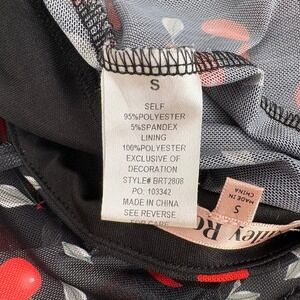 S
SELF
95%POLYESTER
5%SPANDEX
LINING
100%POLYESTER
EXCLUSIVE OF
DECORATION
STYLE# BRT2808
PO: 103342
MADE IN CHINA
SEE REVERSE
FOR CARE
S
MADE IN
CHINA